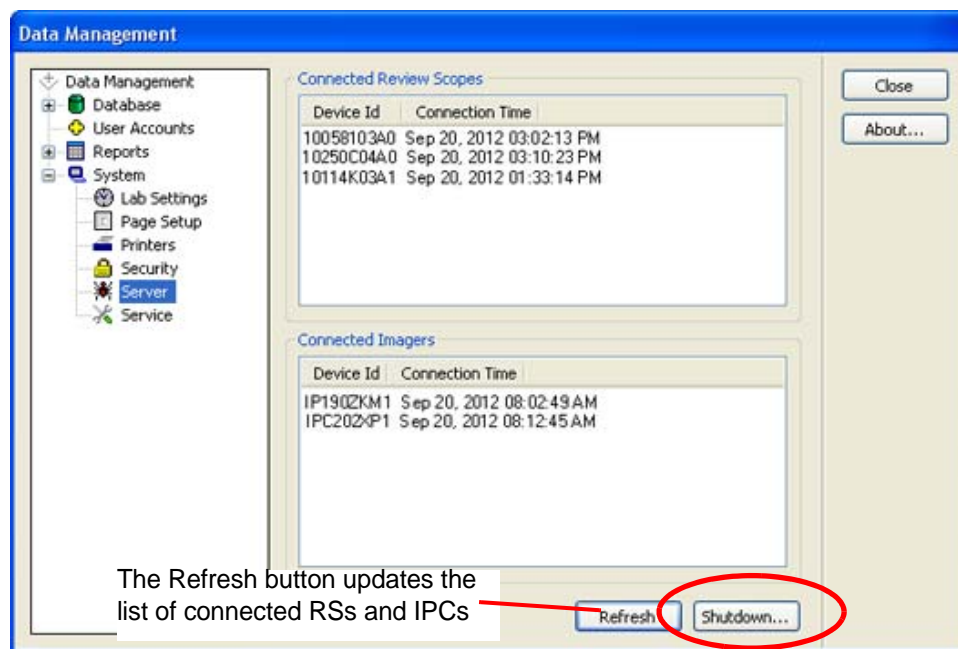 Data Management
Data Management
Database
User Accounts
Reports
System
Lab Settings
Page Setup
Printers
Security
Server
Service
Connected Review Scopes
Device Id Connection Time
10058103A0 Sep 20, 2012 03:02:13 PM
10250C04A0 Sep 20, 2012 03:10:23 PM
10114K03A1 Sep 20, 2012 01:33:14 PM
Connected Imagers
Device Id Connection Time
IP190ZKM1 Sep 20, 2012 08:02:49 AM
IPC202XP1 Sep 20, 2012 08:12:45 AM
Close
About...
The Refresh button updates the
list of connected RSs and IPCs
Refresh
Shutdown...